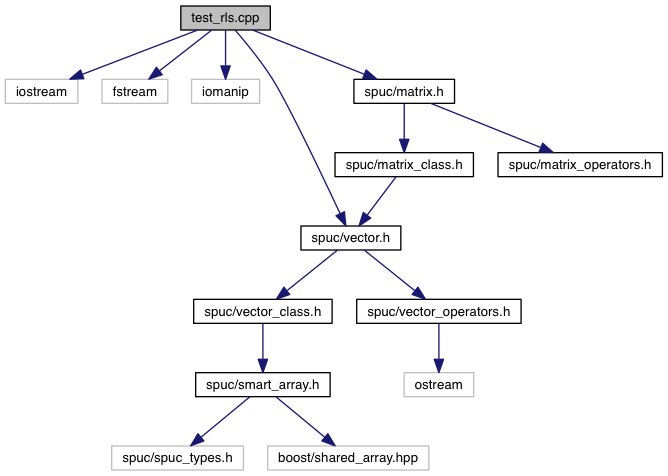 test_rls.cpp
iostream
fstream
iomanip
spuc/matrix.h
spuc/matrix_class.h
spuc/matrix_operators.h
spuc/vector.h
spuc/vector_class.h
spuc/vector_operators.h
spuc/smart_array.h
ostream
spuc/spuc_types.h
boost/shared_array.hpp